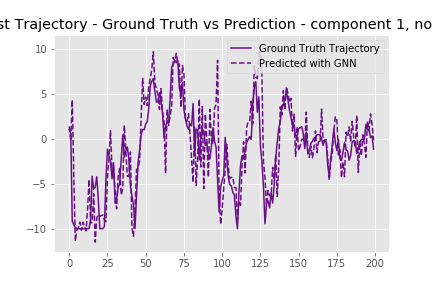 st Trajectory - Ground Truth vs Prediction - component 1, no
Ground Truth Trajectory
Predicted with GNN
10
5
0
−5
−10
0 25 50 75 100 125 150 175 200